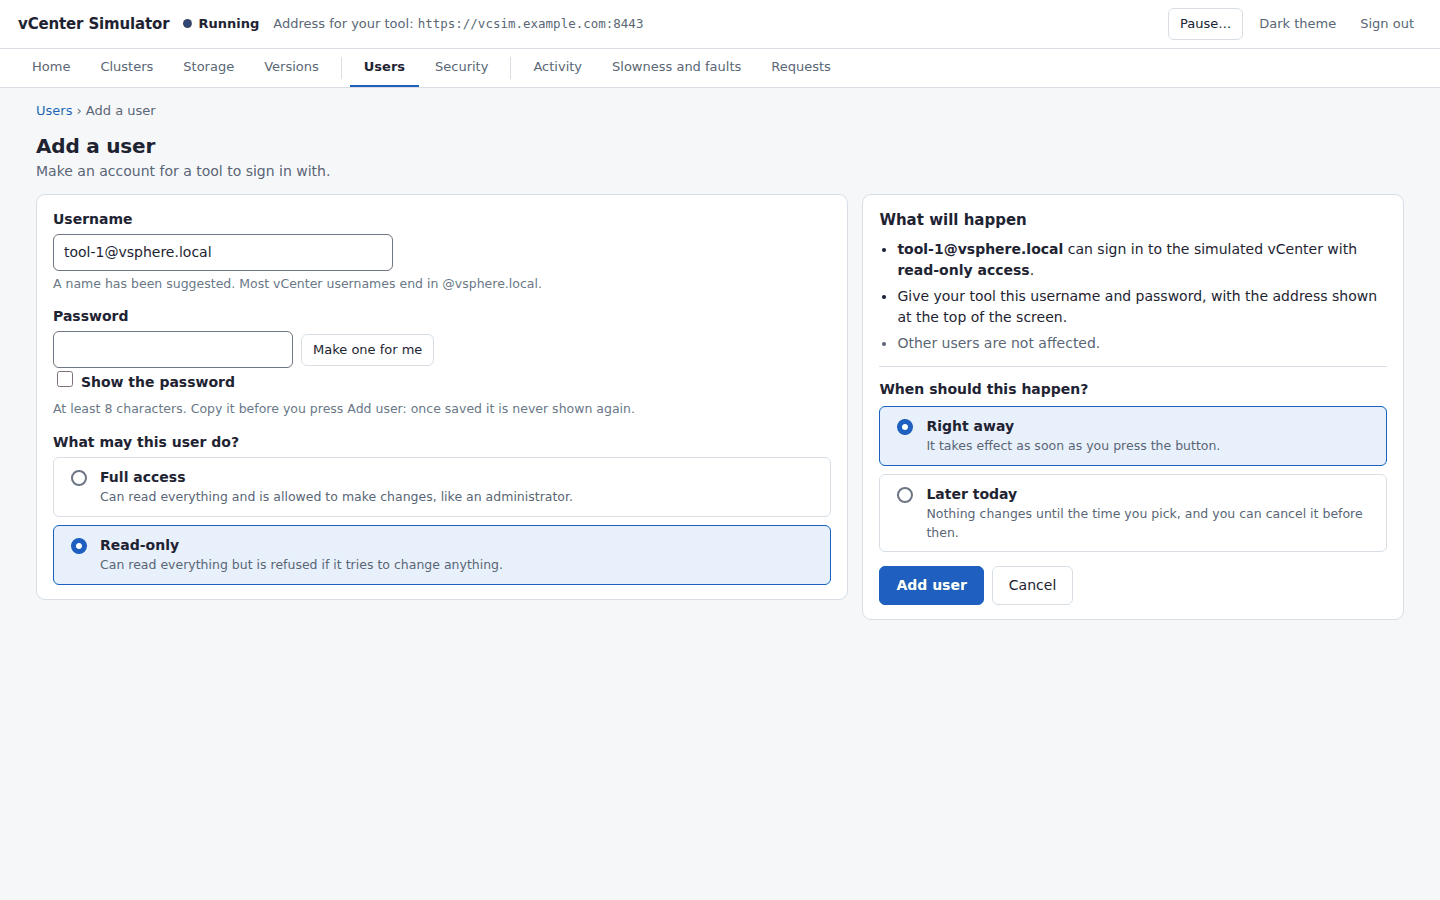 vCenter Simulator
Running
Address for your tool: https://vcsim.example.com:8443
Pause...
Dark theme
Sign out
Home
Clusters
Storage
Versions
Users
Security
Activity
Slowness and faults
Requests
Users › Add a user
Add a user
Make an account for a tool to sign in with.
Username
tool-1@vsphere.local
A name has been suggested. Most vCenter usernames end in @vsphere.local.
Password
Make one for me
Show the password
At least 8 characters. Copy it before you press Add user: once saved it is never shown again.
What may this user do?
Full access
Can read everything and is allowed to make changes, like an administrator.
Read-only
Can read everything but is refused if it tries to change anything.
What will happen
• tool-1@vsphere.local can sign in to the simulated vCenter with
read-only access.
• Give your tool this username and password, with the address shown
at the top of the screen.
• Other users are not affected.
When should this happen?
Right away
It takes effect as soon as you press the button.
Later today
Nothing changes until the time you pick, and you can cancel it before
then.
Add user
Cancel